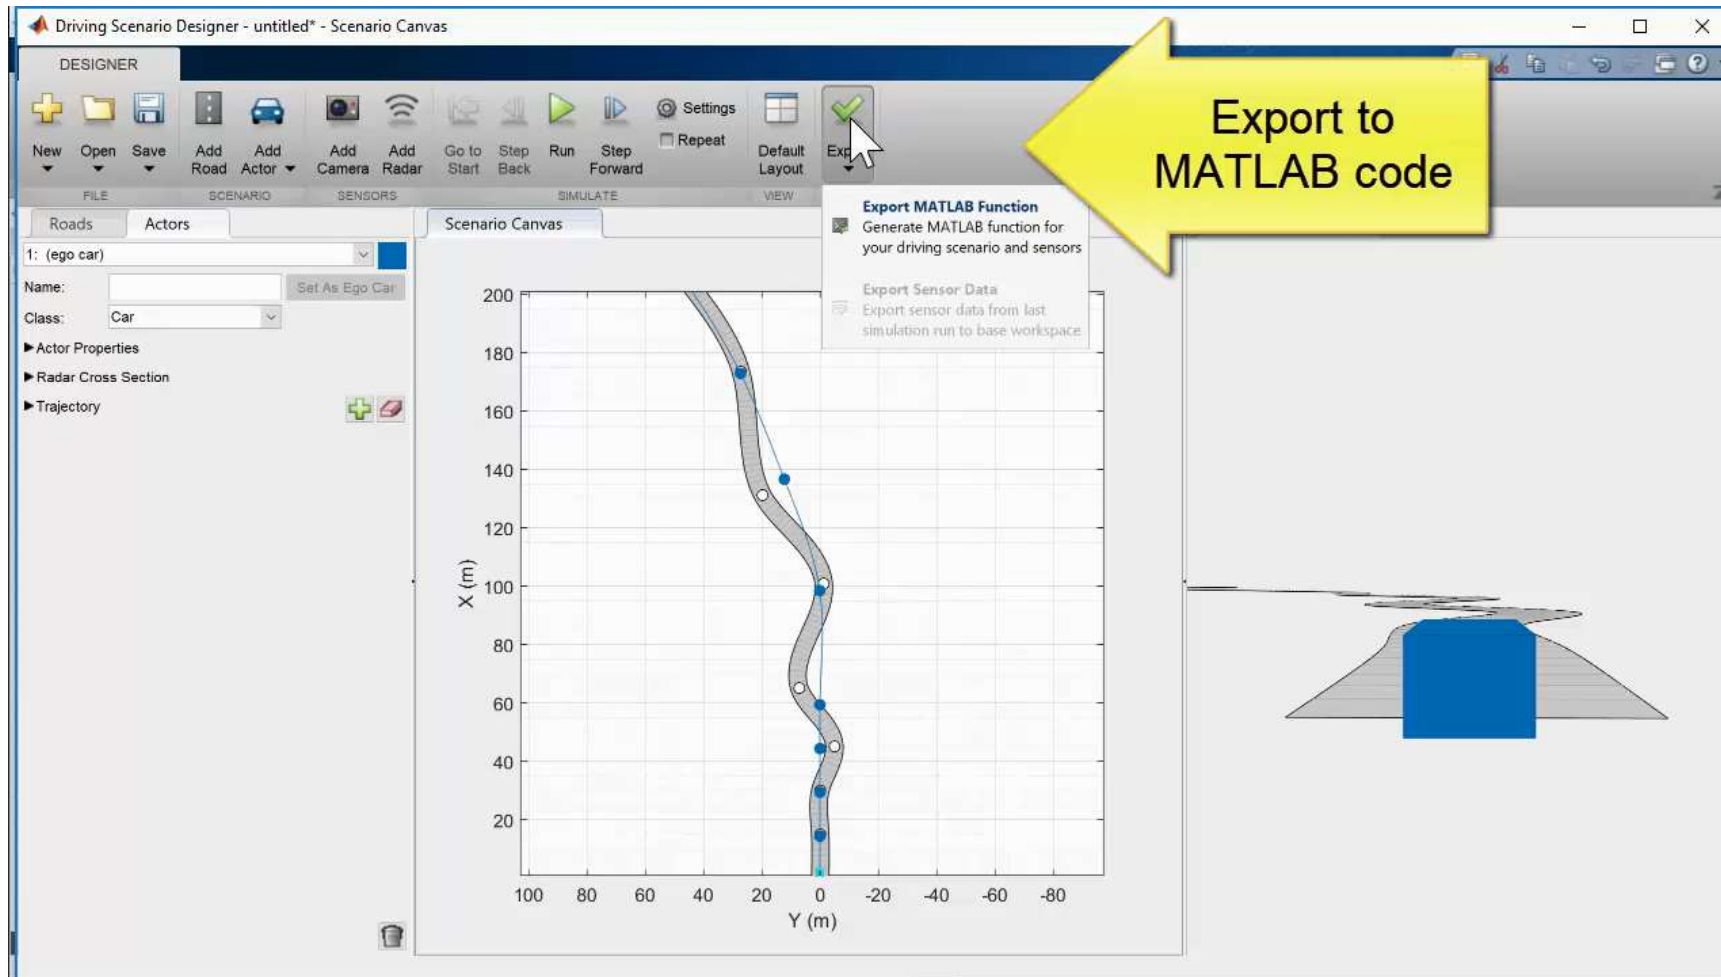 Driving Scenario Designer - untitled* - Scenario Canvas
DESIGNER
New
Open
Save
Add Road
Add Actor
Add Camera
Add Radar
Go to Start
Step Back
Run
Step Forward
Settings
Repeat
Default Layout
FILE
SCENARIO
SENSORS
SIMULATE
VIEW
Export to
MATLAB code
Export MATLAB Function
Generate MATLAB function for
your driving scenario and sensors
Export Sensor Data
Export sensor data from last
simulation run to base workspace
Roads
Actors
Scenario Canvas
1: (ego car)
Name:
Set As Ego Car
Class:
Car
Actor Properties
Radar Cross Section
Trajectory
200
180
160
140
120
100
80
60
40
20
X (m)
100 80 60 40 20 0 -20 -40 -60 -80
Y (m)